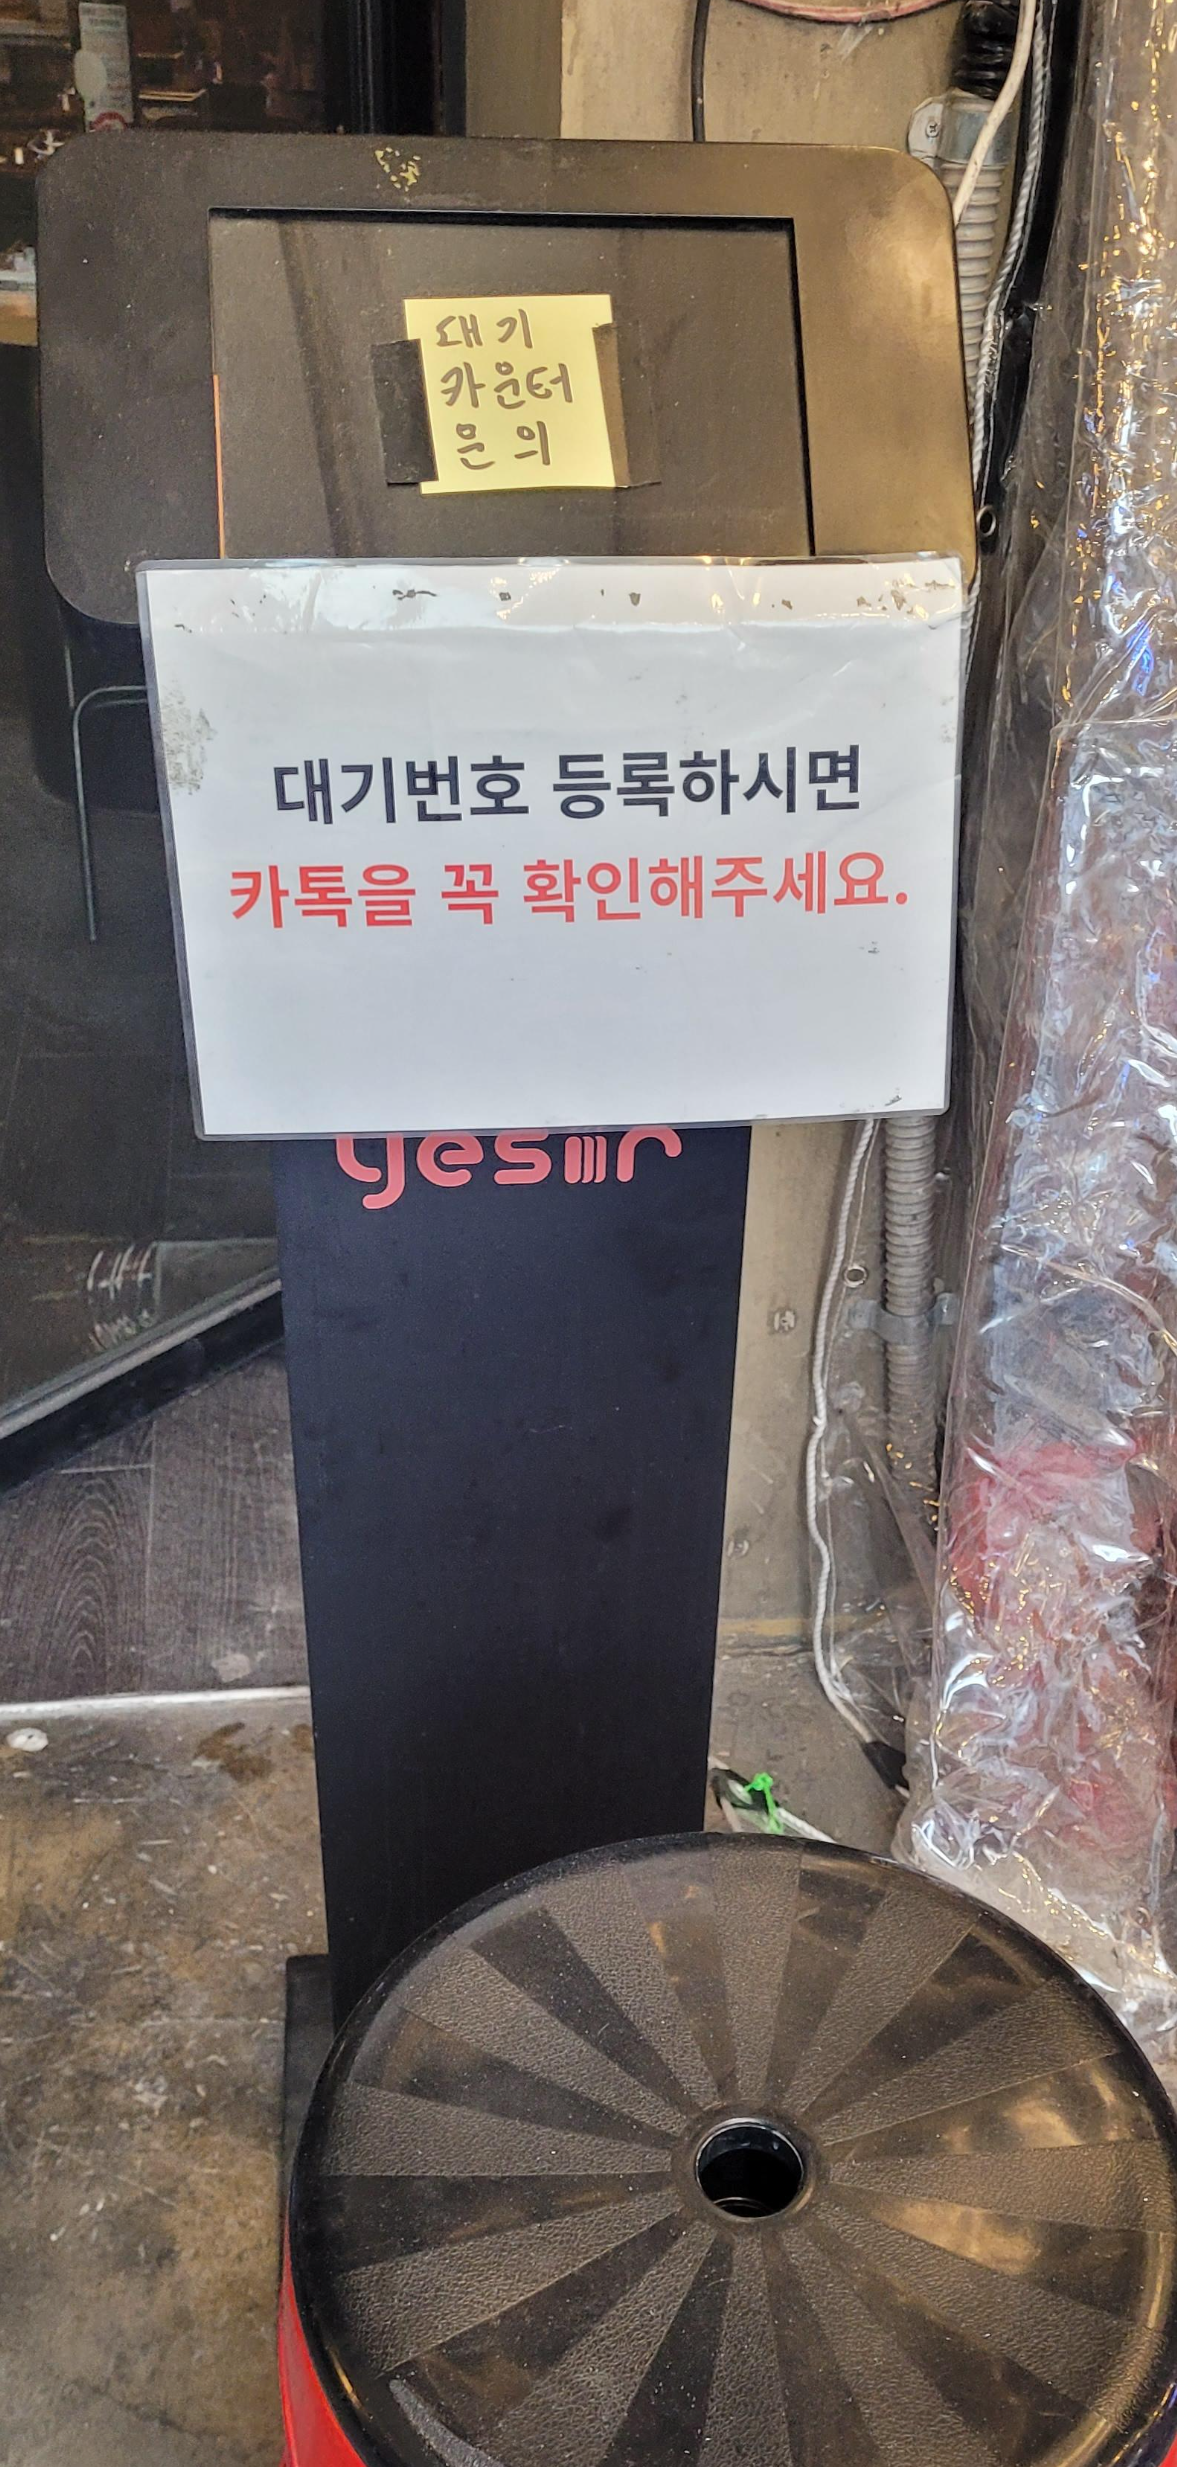 대기
카운터
문의
대기번호 등록하시면
카톡을 꼭 확인해주세요.
yesır